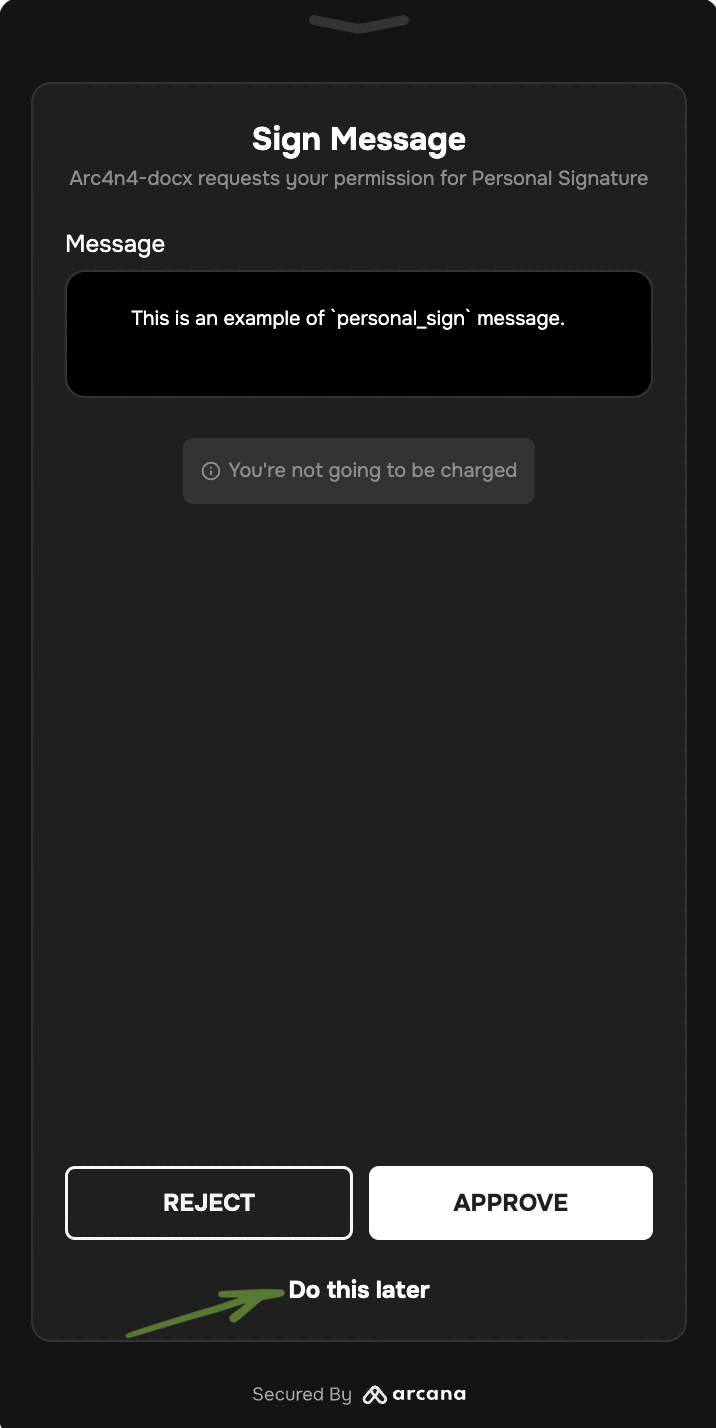 Sign Message
Arc4n4-docx requests your permission for Personal Signature
Message
This is an example of `personal_sign` message.
You're not going to be charged
REJECT
APPROVE
Do this later
Secured By arcana